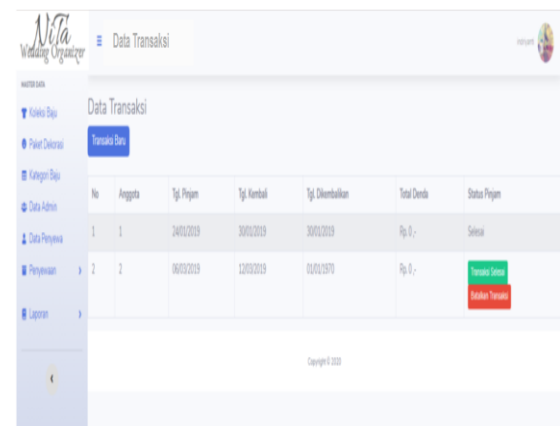 NiTa
Wedding Organizer
Data Transaksi
MASTER DATA
Koleksi Baju
Paket Dekorasi
Kategori Baju
Data Admin
Data Penyewa
Penyewaan
Laporan
Data Transaksi
Transaksi Baru
No Anggota Tgl. Pinjam Tgl. Kembali Tgl. Dikembalikan Total Denda Status Pinjam
1 1 24/01/2019 30/01/2019 30/01/2019 Rp. 0,- Selesai
2 2 06/03/2019 12/03/2019 01/01/1970 Rp. 0,- Transaksi Selesai
Batalkan Transaksi
Copyright © 2020